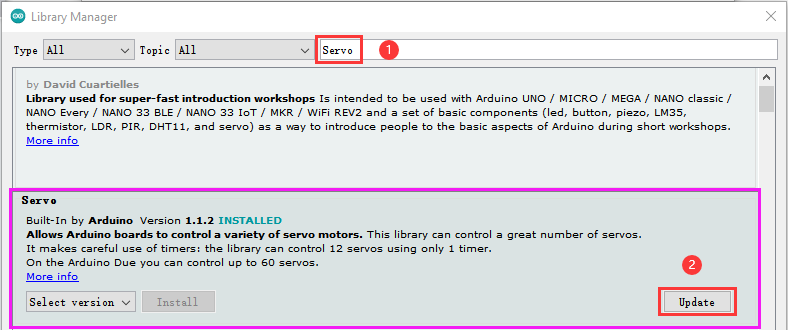 Library Manager
Type All Topic All Servo 1
by David Cuartielles
Library used for super-fast introduction workshops Is intended to be used with Arduino UNO / MICRO / MEGA / NANO classic /
NANO Every / NANO 33 BLE / NANO 33 IoT / MKR / WiFi REV2 and a set of basic components (led, button, piezo, LM35,
thermistor, LDR, PIR, DHT11, and servo) as a way to introduce people to the basic aspects of Arduino during short workshops.
More info
Servo
Built-In by Arduino Version 1.1.2 INSTALLED
Allows Arduino boards to control a variety of servo motors. This library can control a great number of servos.
It makes careful use of timers: the library can control 12 servos using only 1 timer.
On the Arduino Due you can control up to 60 servos.
More info
2
Select version Install Update